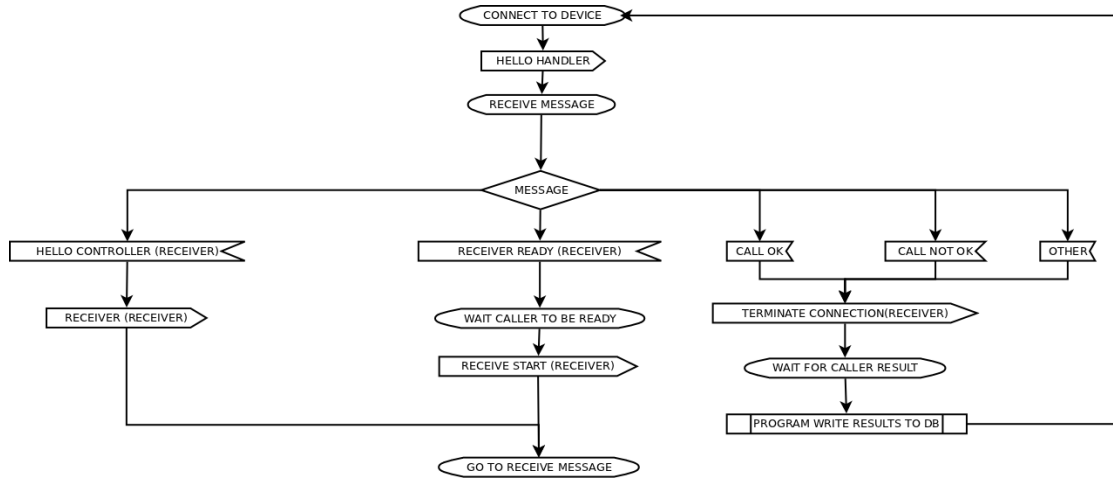 CONNECT TO DEVICE
HELLO HANDLER
RECEIVE MESSAGE
MESSAGE
HELLO CONTROLLER (RECEIVER)
RECEIVER READY (RECEIVER)
CALL OK
CALL NOT OK
OTHER
RECEIVER (RECEIVER)
WAIT CALLER TO BE READY
TERMINATE CONNECTION(RECEIVER)
RECEIVE START (RECEIVER)
WAIT FOR CALLER RESULT
PROGRAM WRITE RESULTS TO DB
GO TO RECEIVE MESSAGE